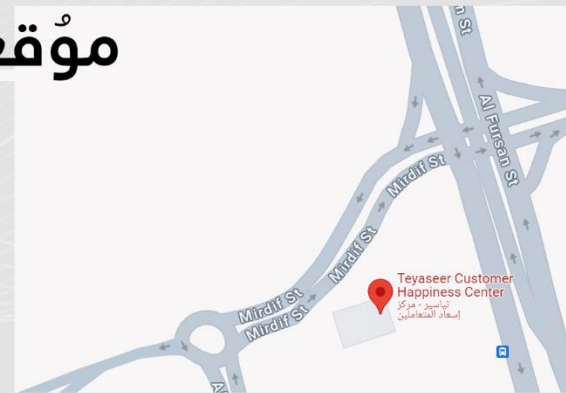 Al Fursan St
Mirdif St
Mirdif St
Mirdif St
Mirdif St
Teyaseer Customer
Happiness Center
تياسير - مركز
إسعاد المتعاملين